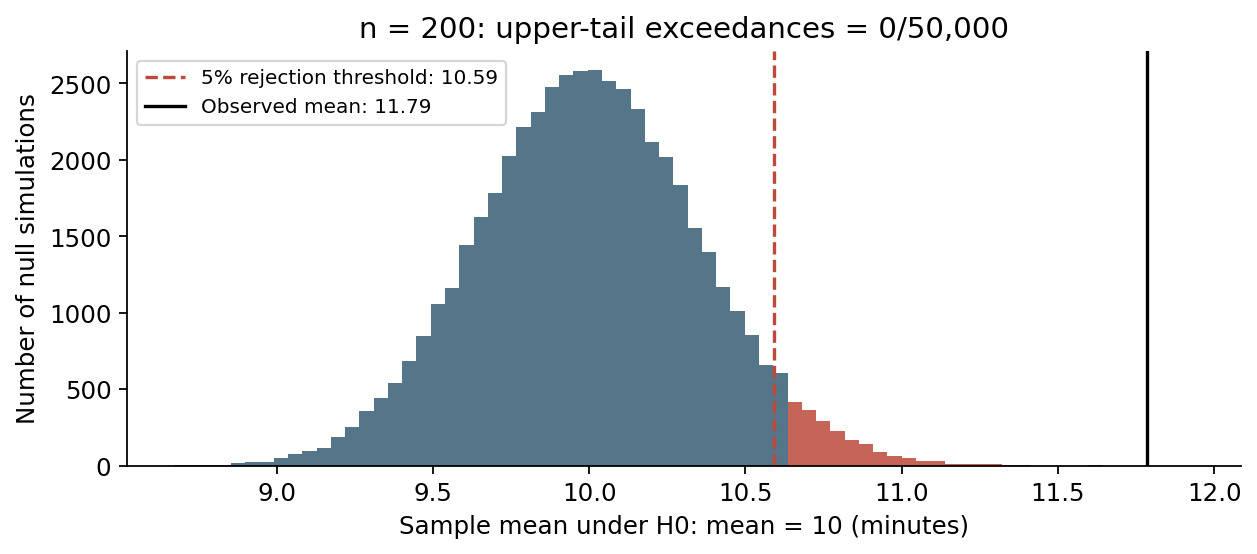 n = 200: upper-tail exceedances = 0/50,000
5% rejection threshold: 10.59
Observed mean: 11.79
Number of null simulations
2500
2000
1500
1000
500
0
9.0 9.5 10.0 10.5 11.0 11.5 12.0
Sample mean under H0: mean = 10 (minutes)